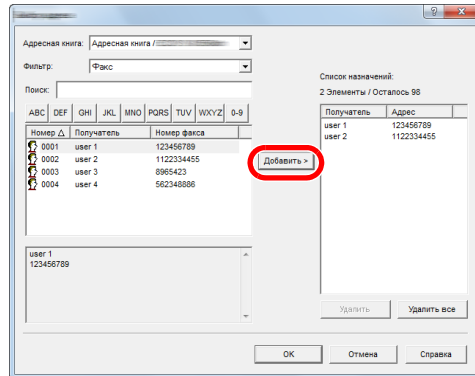 Адресная книга: Адресная книга /
Фильтр: Факс
Поиск:
ABC DEF GHI JKL MNO PQRS TUV WXYZ 0-9
Номер Получатель Номер факса
0001 user 1 123456789
0002 user 2 1122334455
0003 user 3 8965423
0004 user 4 562348886
user 1
123456789
Добавить >
Список назначений:
2 Элементы / Осталось 98
Получатель Адрес
user 1 123456789
user 2 1122334455
Удалить Удалить все
OK Отмена Справка